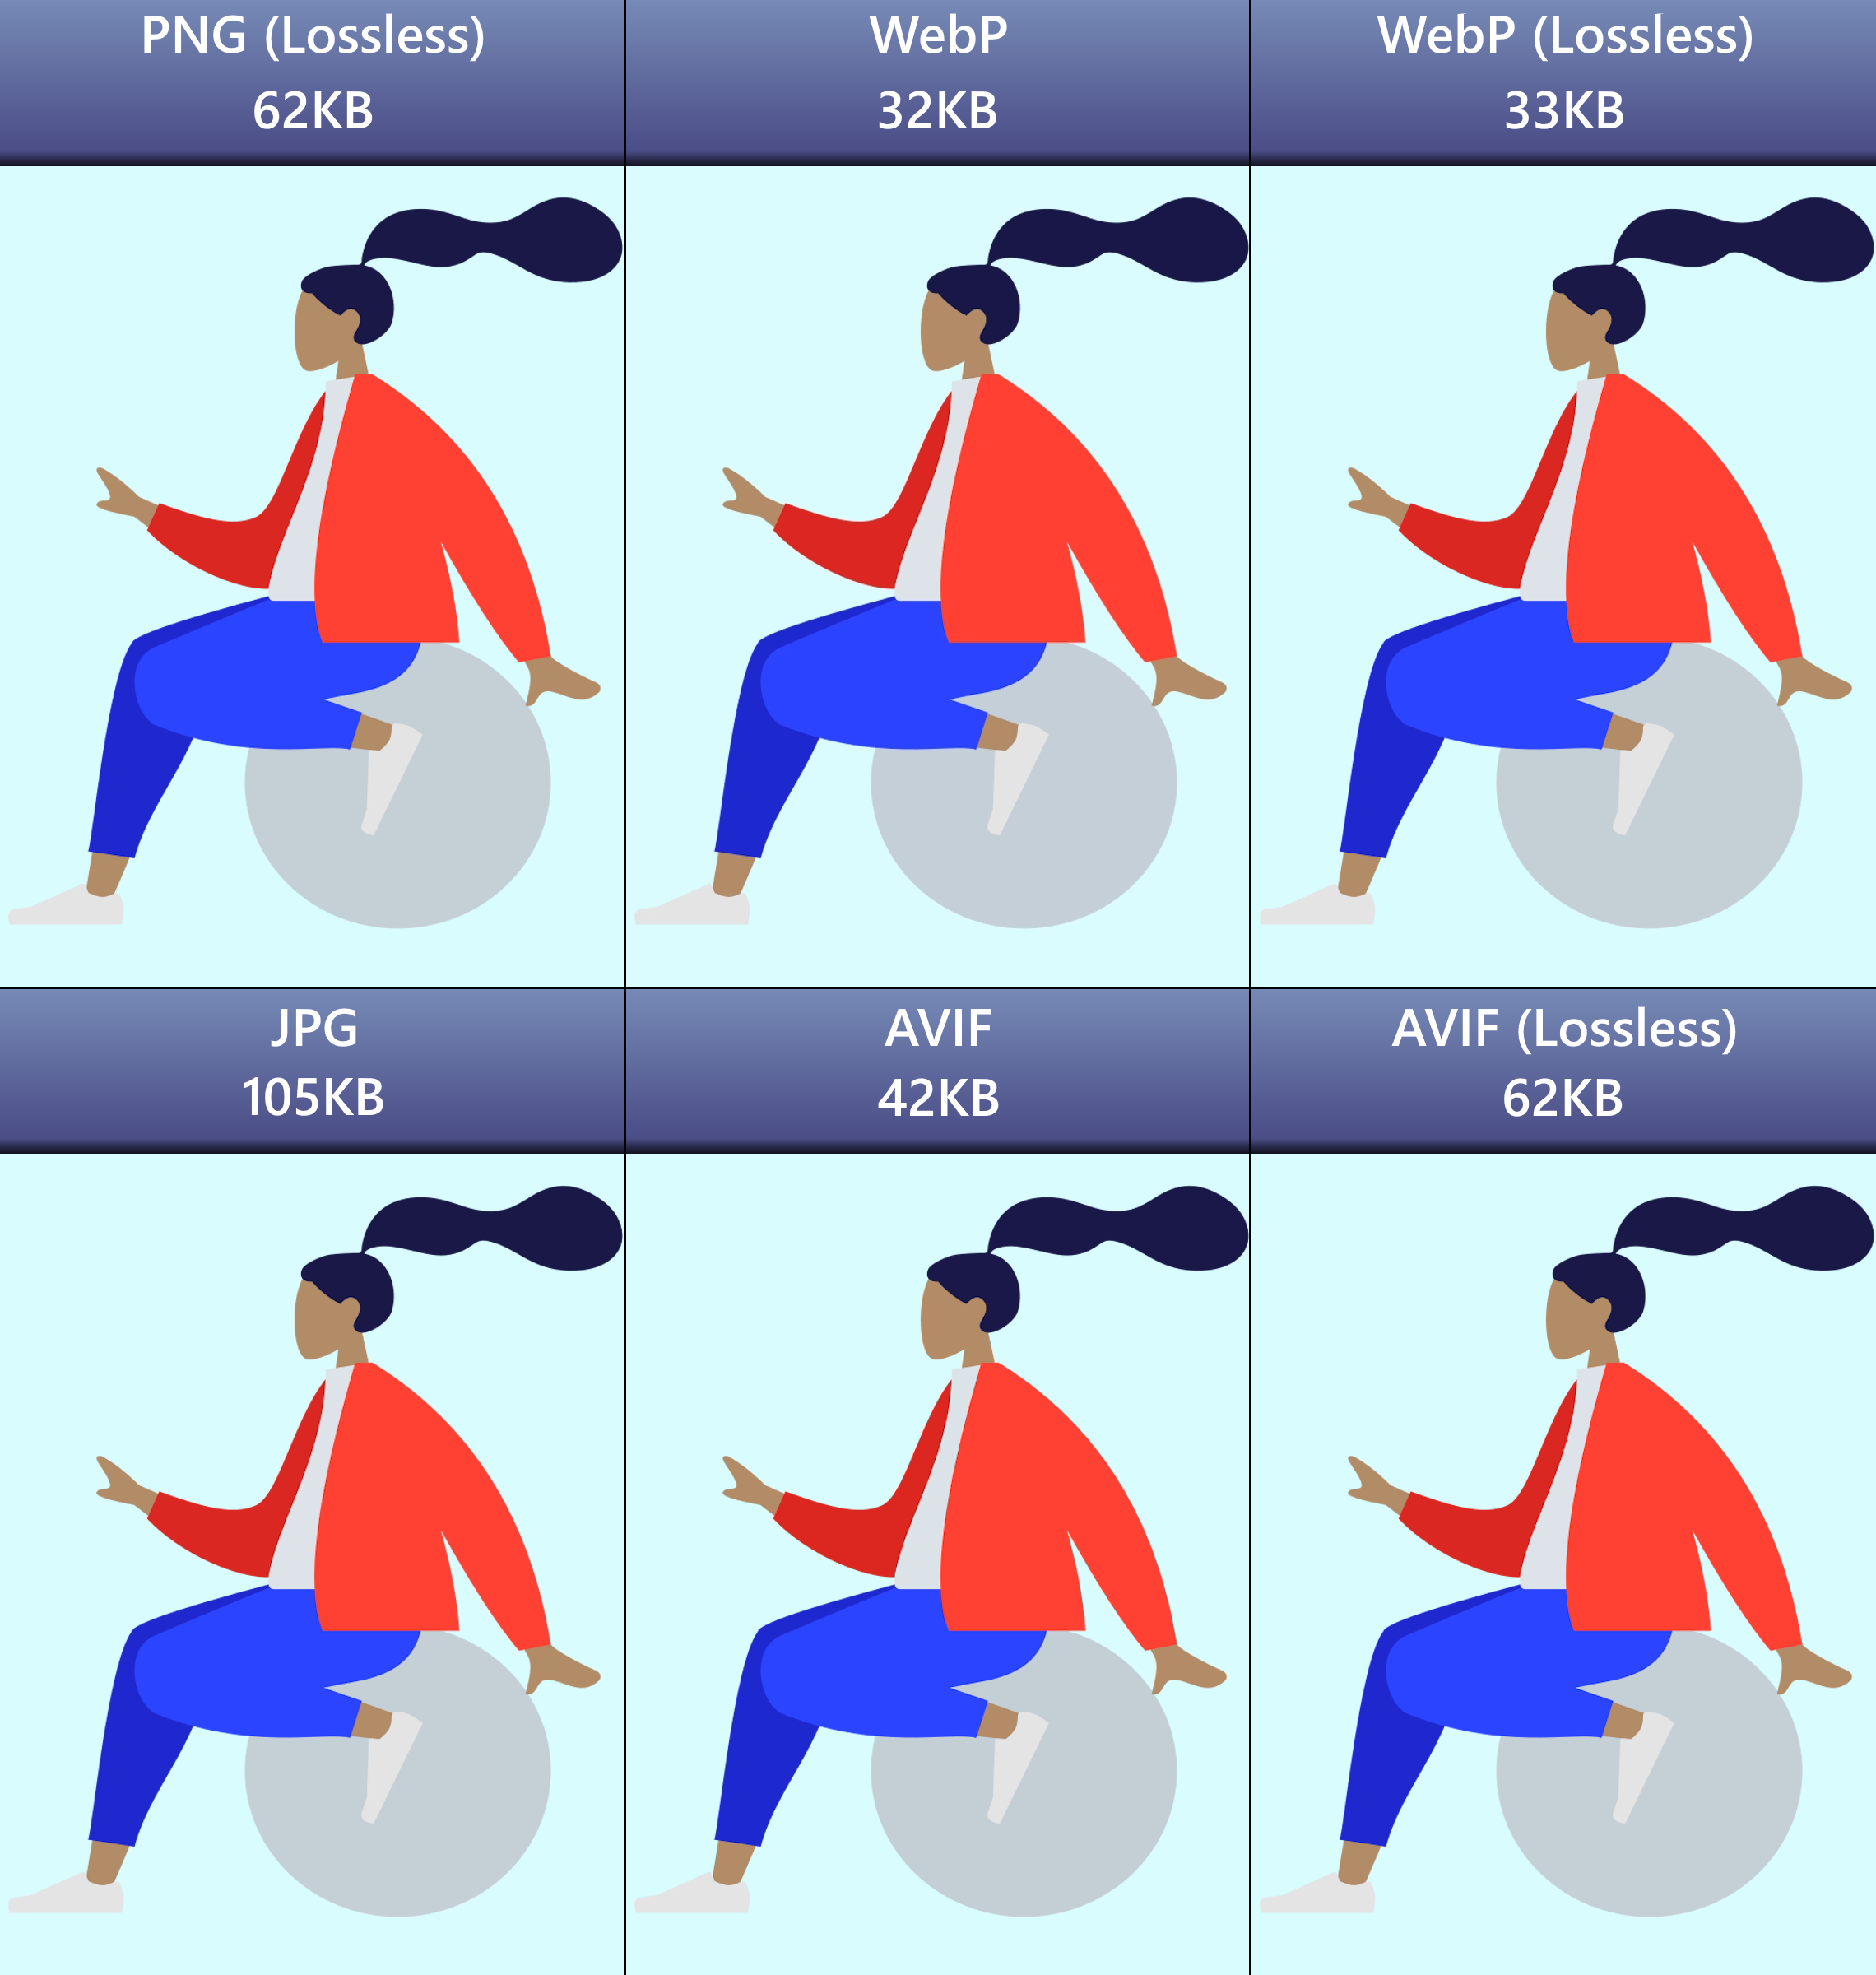 PNG (Lossless)
62KB
WebP
32KB
WebP (Lossless)
33KB
JPG
105KB
AVIF
42KB
AVIF (Lossless)
62KB